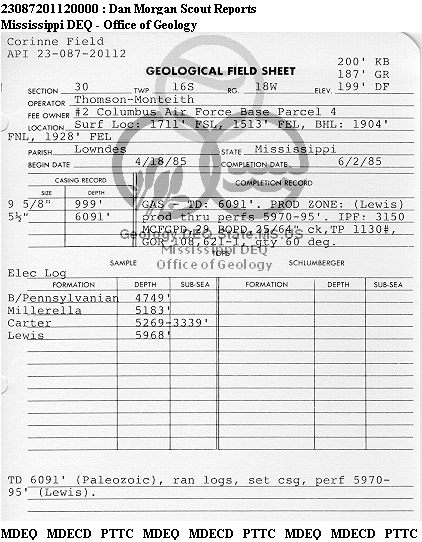 23087201120000 : Dan Morgan Scout Reports
Mississippi DEQ - Office of Geology
Corinne Field
API 23-087-20112
200' KB
GEOLOGICAL FIELD SHEET 187' GR
SECTION 30 TWP 16S RG. 18W ELEV. 199' DF
OPERATOR Thomson-Monteith
FEE OWNER #2 Columbus Air Force Base Parcel 4
LOCATION Surf Loc: 1711' FSL, 1513' FEL, BHL: 1904'
FNL, 1928' FEL
PARISH Lowndes STATE Mississippi
BEGIN DATE 4/18/85 COMPLETION DATE 6/2/85
CASING RECORD COMPLETION RECORD
SIZE DEPTH
9 5/8" 999' GAS - TD: 6091'. PROD ZONE: (Lewis)
5½" 6091' prod thru perfs 5970-95'. IPF: 3150
MCFGPD, 29 BOPD, 25/64" ck, TP 1130#,
GOR 108,621-1, gty 60 deg.
Mississippi DEQ
Office of Geology
SAMPLE SCHLUMBERGER
Elec Log
FORMATION DEPTH SUB-SEA FORMATION DEPTH SUB-SEA
B/Pennsylvanian 4749'
Millerella 5183'
Carter 5269-3339'
Lewis 5968'
TD 6091' (Paleozoic), ran logs, set csg, perf 5970-
95' (Lewis).
MDEQ MDECD PTTC MDEQ MDECD PTTC MDEQ MDECD PTTC